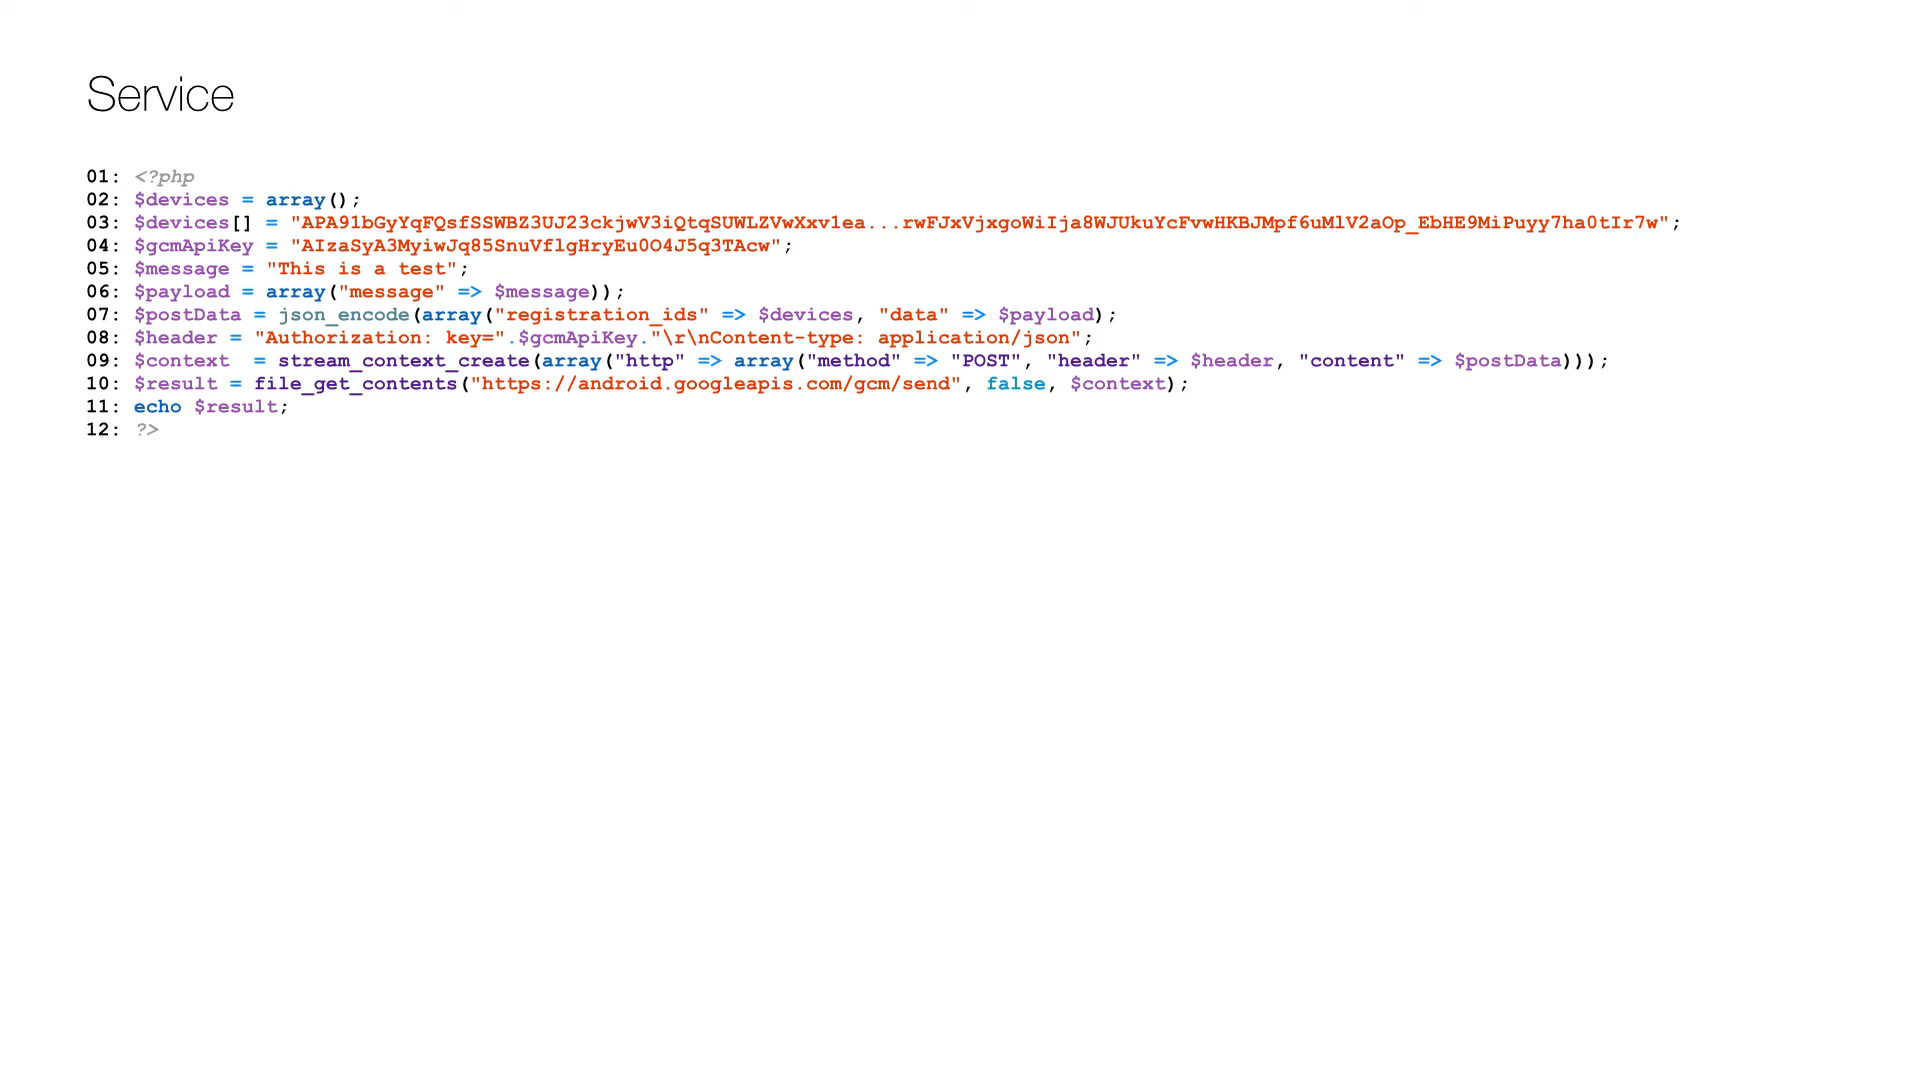 Service
01: <?php
02: $devices = array();
03: $devices[] = "APA91bGyYqFQsfSSWBZ3UJ23ckjwV3iQtqSUWLZVwXxv1ea...rwFJxVjxgoWiIja8WJUkuYcFvwHKBJMpf6uMlV2aOp_EbHE9MiPuyy7ha0tIr7w";
04: $gcmApiKey = "AIzaSyA3MyiwJq85SnuVflgHryEu0O4J5q3TAcw";
05: $message = "This is a test";
06: $payload = array("message" => $message));
07: $postData = json_encode(array("registration_ids" => $devices, "data" => $payload);
08: $header = "Authorization: key=".$gcmApiKey."\r\nContent-type: application/json";
09: $context  = stream_context_create(array("http" => array("method" => "POST", "header" => $header, "content" => $postData)));
10: $result = file_get_contents("https://android.googleapis.com/gcm/send", false, $context);
11: echo $result;
12: ?>